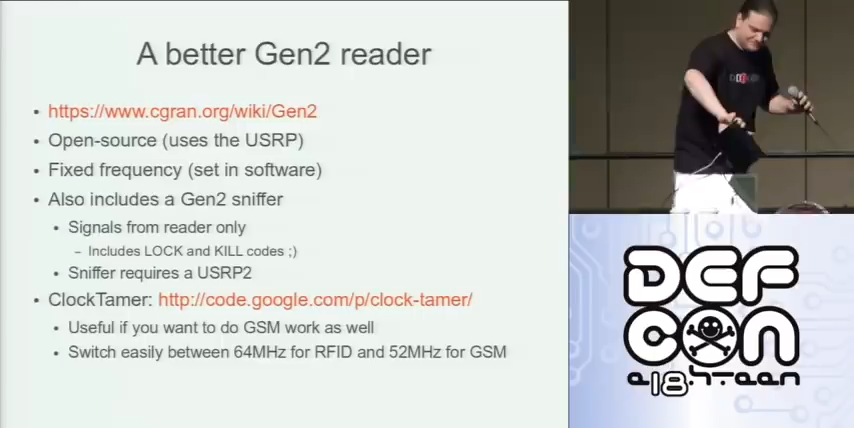 A better Gen2 reader
• https://www.cgran.org/wiki/Gen2
• Open-source (uses the USRP)
• Fixed frequency (set in software)
• Also includes a Gen2 sniffer
• Signals from reader only
– Includes LOCK and KILL codes ;)
• Sniffer requires a USRP2
• ClockTamer: http://code.google.com/p/clock-tamer/
• Useful if you want to do GSM work as well
• Switch easily between 64MHz for RFID and 52MHz for GSM
DEF
CON
e18h-teen